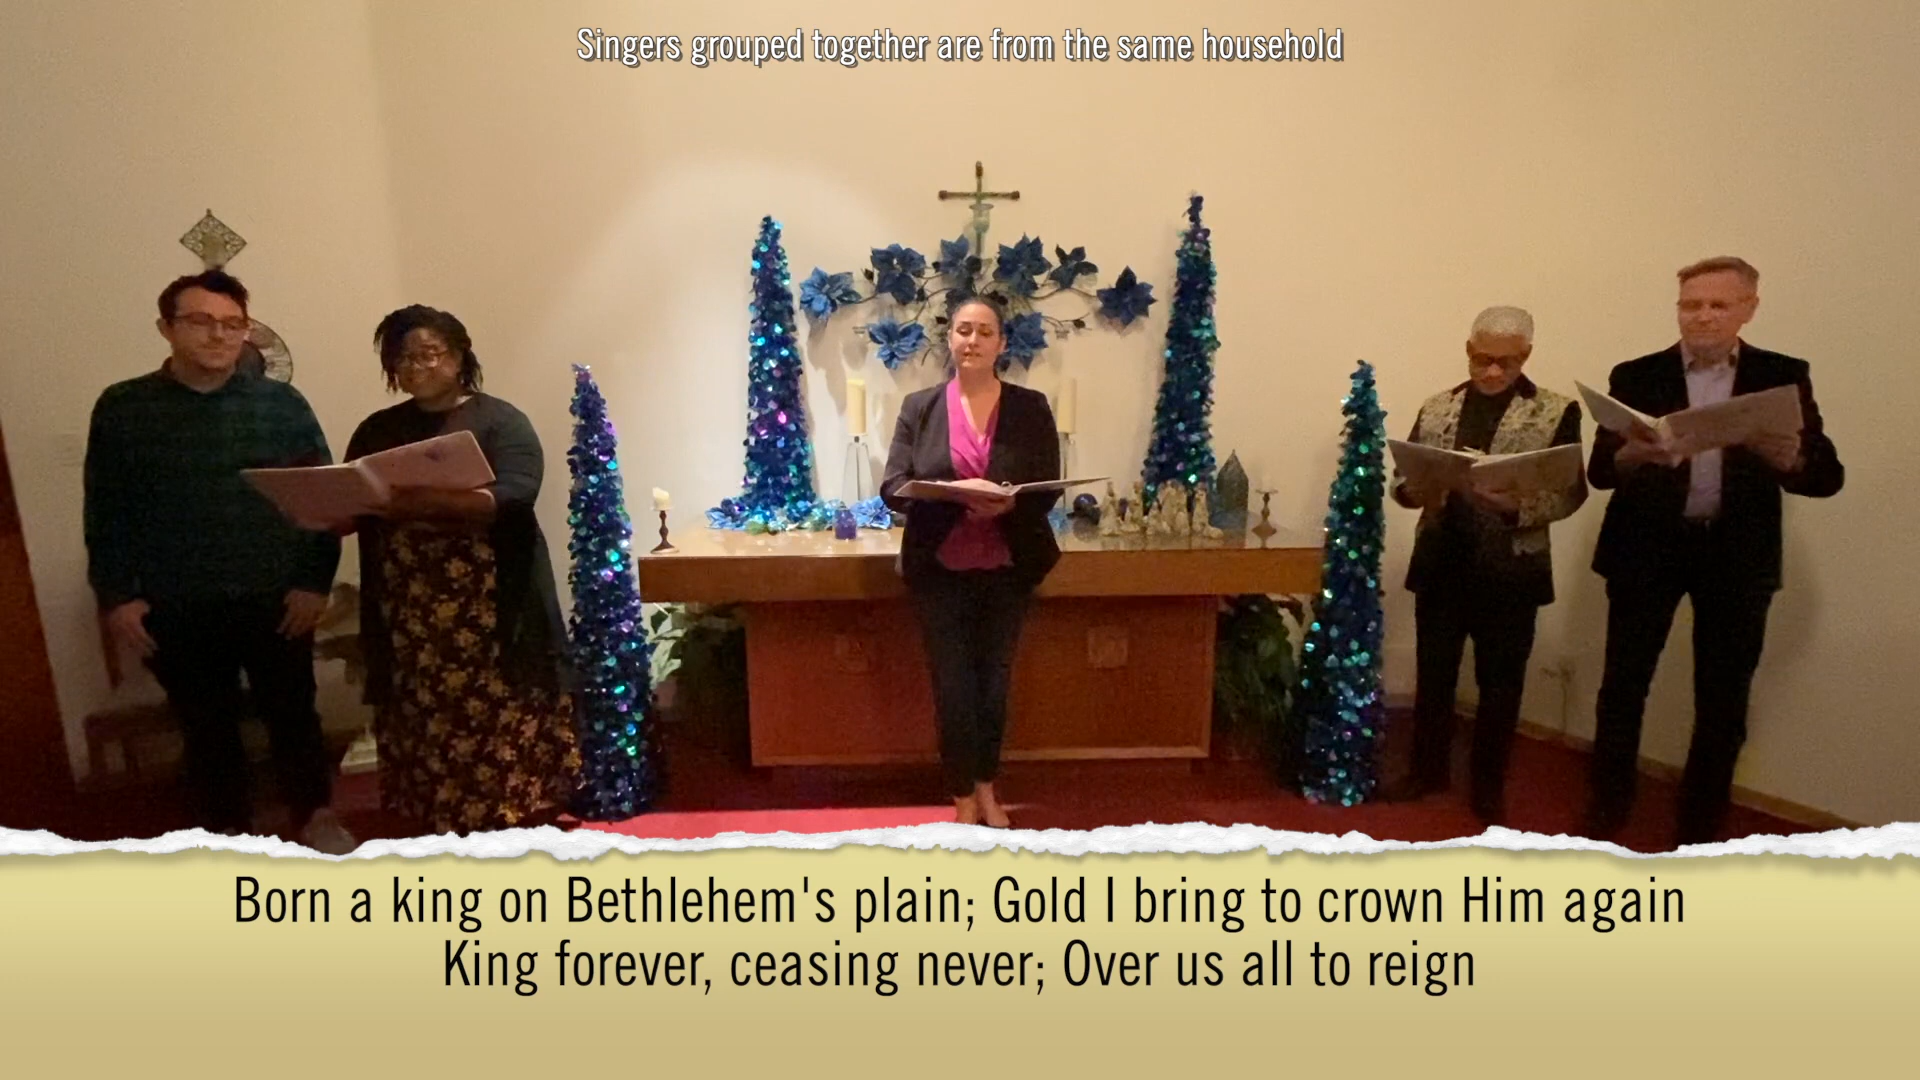 Singers grouped together are from the same household
Born a king on Bethlehem's plain; Gold I bring to crown Him again
King forever, ceasing never; Over us all to reign